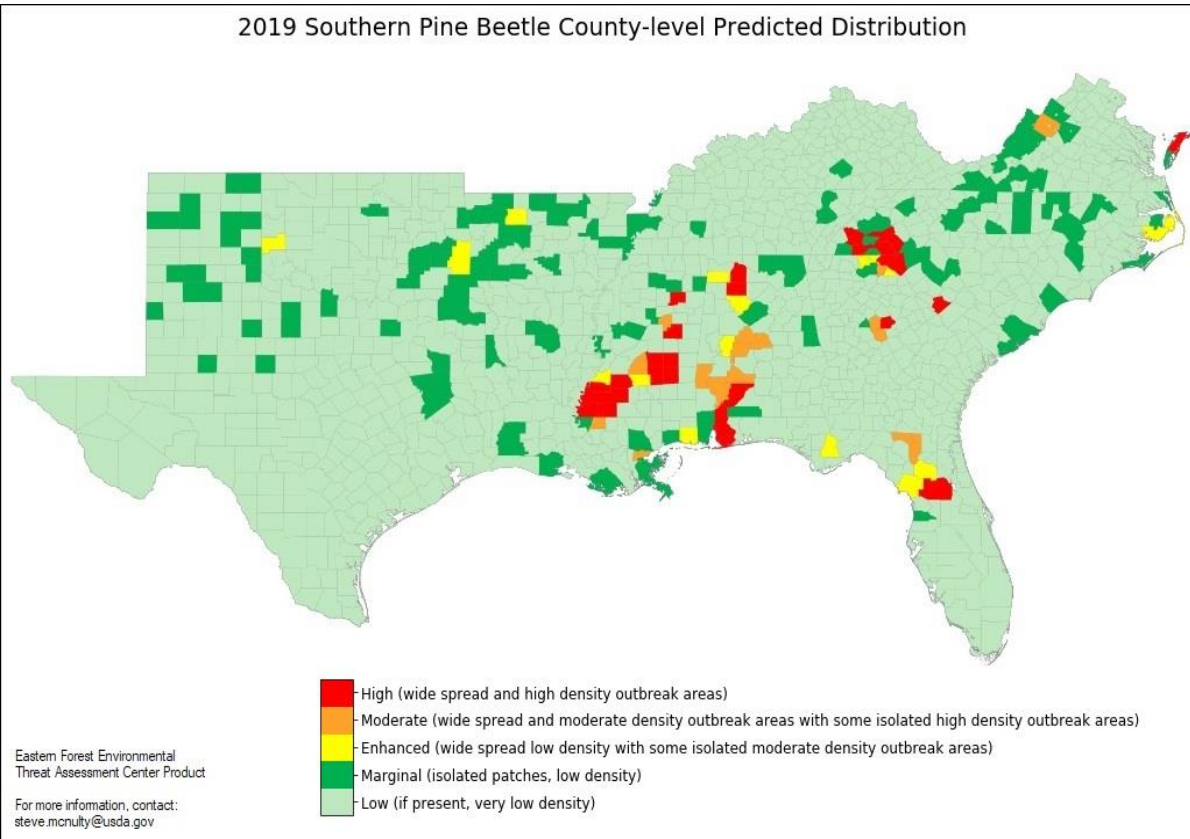 2019 Southern Pine Beetle County-level Predicted Distribution
High (wide spread and high density outbreak areas)
Moderate (wide spread and moderate density outbreak areas with some isolated high density outbreak areas)
Enhanced (wide spread low density with some isolated moderate density outbreak areas)
Marginal (isolated patches, low density)
Low (if present, very low density)
Eastern Forest Environmental
Threat Assessment Center Product
For more information, contact:
steve.mcnulty@usda.gov